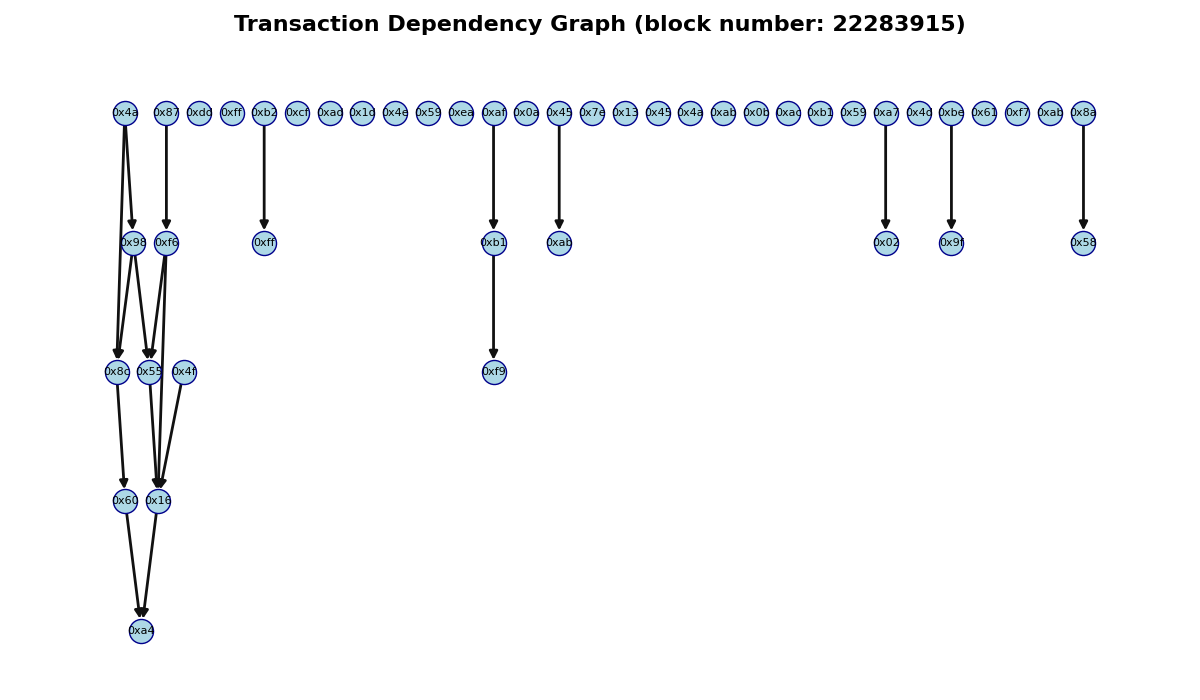 Transaction Dependency Graph (block number: 22283915)
0x4a 0x87 0xdd 0xff 0xb2 0xcf 0xad 0x1d 0x4e 0x59 0xea 0xaf 0x0a 0x45 0x7e 0x13 0x45 0x4a 0xab 0x0b 0xac 0xb1 0x59 0xa7 0x4d 0xbe 0x61 0xf7 0xab 0x8a
0x98 0xf6 0xff 0xb1 0xab 0x02 0x9f 0x58
0x8c 0x55 0x4f 0xf9
0x60 0x16
0xa4